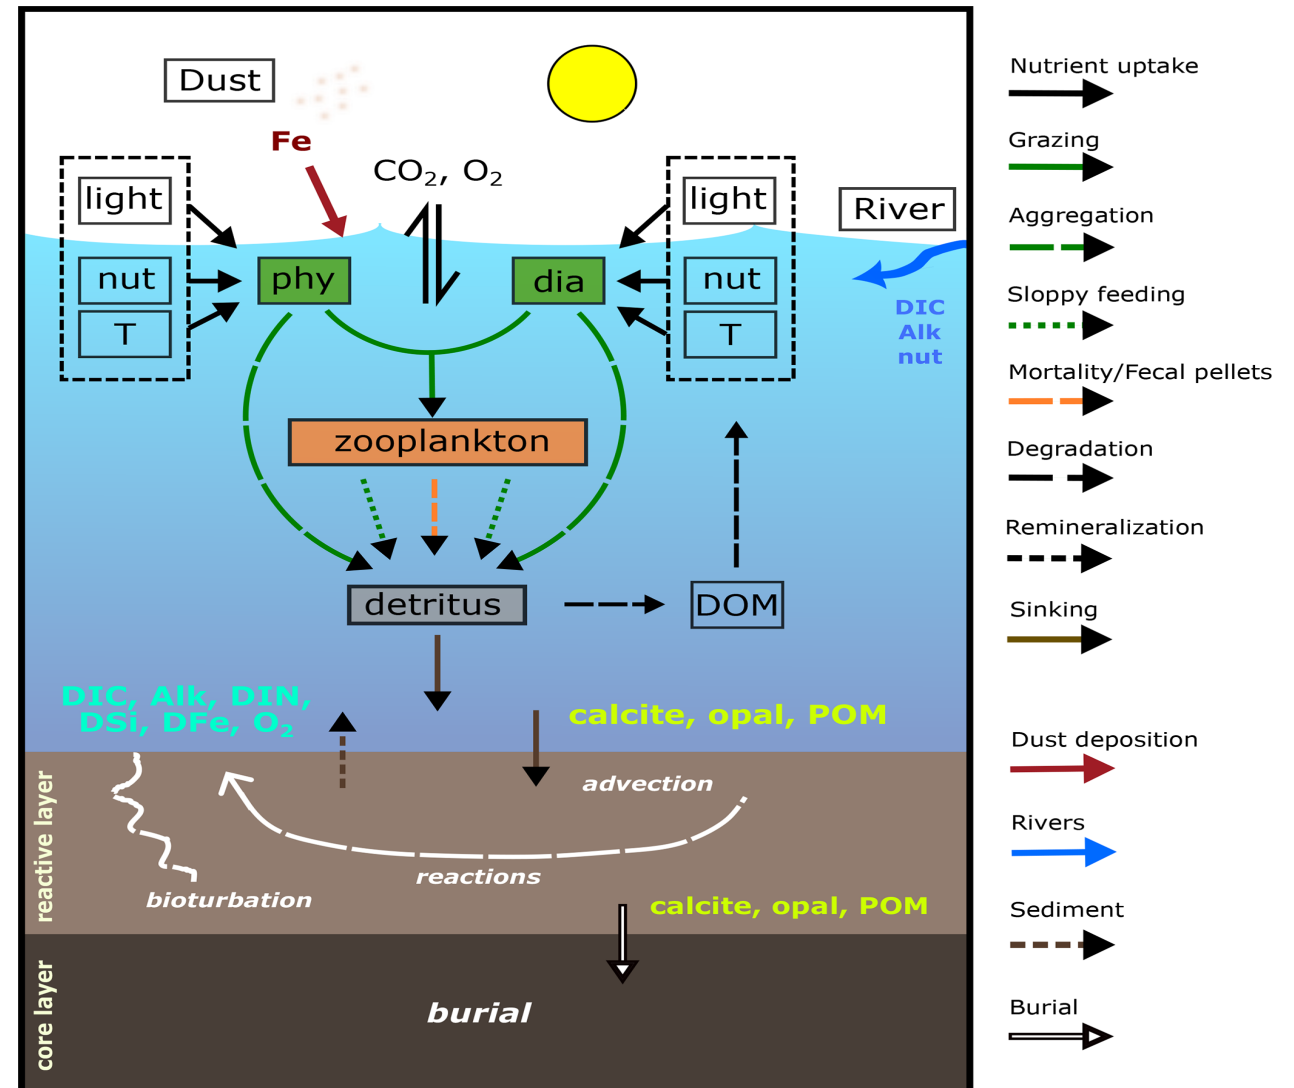 Dust
Fe
CO2, O2
light
nut
T
phy
dia
light
nut
T
River
DIC
Alk
nut
zooplankton
detritus
DOM
DIC, Alk, DIN,
DSi, DFe, O2
calcite, opal, POM
reactive layer
advection
reactions
bioturbation
calcite, opal, POM
core layer
burial
Nutrient uptake
Grazing
Aggregation
Sloppy feeding
Mortality/Fecal pellets
Degradation
Remineralization
Sinking
Dust deposition
Rivers
Sediment
Burial